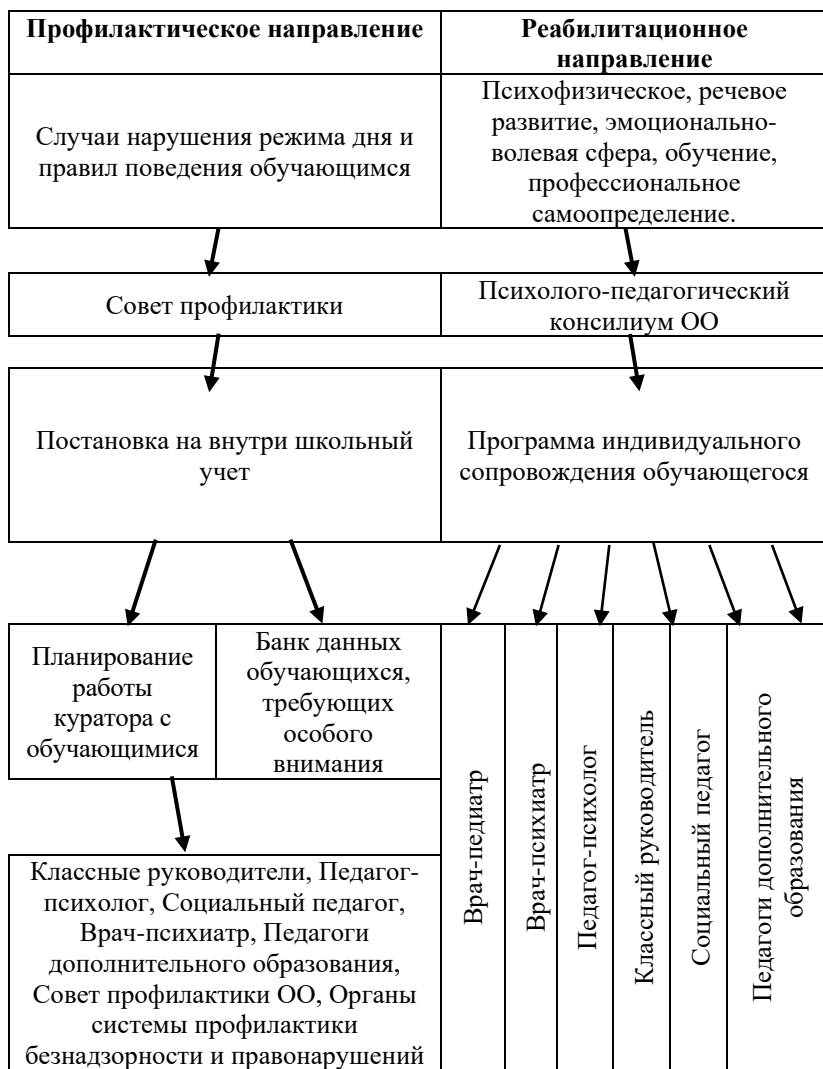 Профилактическое направление
Реабилитационное
направление
Случаи нарушения режима дня и
правил поведения обучающимся
Психофизическое, речевое
развитие, эмоционально-
волевая сфера, обучение,
профессиональное
самоопределение.
Совет профилактики
Психолого-педагогический
консилиум ОО
Постановка на внутри школьный
учет
Программа индивидуального
сопровождения обучающегося
Планирование
работы
куратора с
обучающимися
Банк данных
обучающихся,
требующих
особого
внимания
Классные руководители, Педагог-
психолог, Социальный педагог,
Врач-психиатр, Педагоги
дополнительного образования,
Совет профилактики ОО, Органы
системы профилактики
безнадзорности и правонарушений
Врач-педиатр
Врач-психиатр
Педагог-психолог
Классный руководитель
Социальный педагог
Педагоги дополнительного
образования